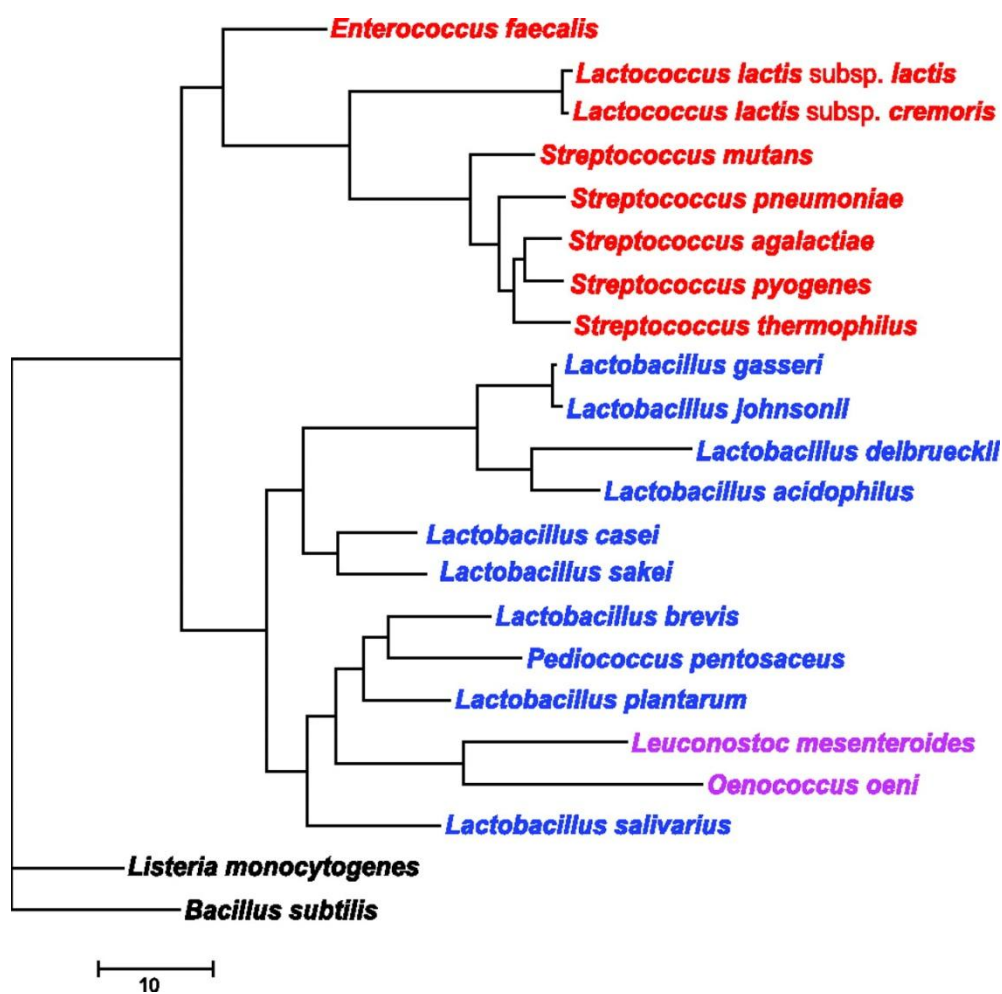 Enterococcus faecalis
Lactococcus lactis subsp. lactis
Lactococcus lactis subsp. cremoris
Streptococcus mutans
Streptococcus pneumoniae
Streptococcus agalactiae
Streptococcus pyogenes
Streptococcus thermophilus
Lactobacillus gasseri
Lactobacillus johnsonii
Lactobacillus delbrueckii
Lactobacillus acidophilus
Lactobacillus casei
Lactobacillus sakei
Lactobacillus brevis
Pediococcus pentosaceus
Lactobacillus plantarum
Leuconostoc mesenteroides
Oenococcus oeni
Lactobacillus salivarius
Listeria monocytogenes
Bacillus subtilis
10